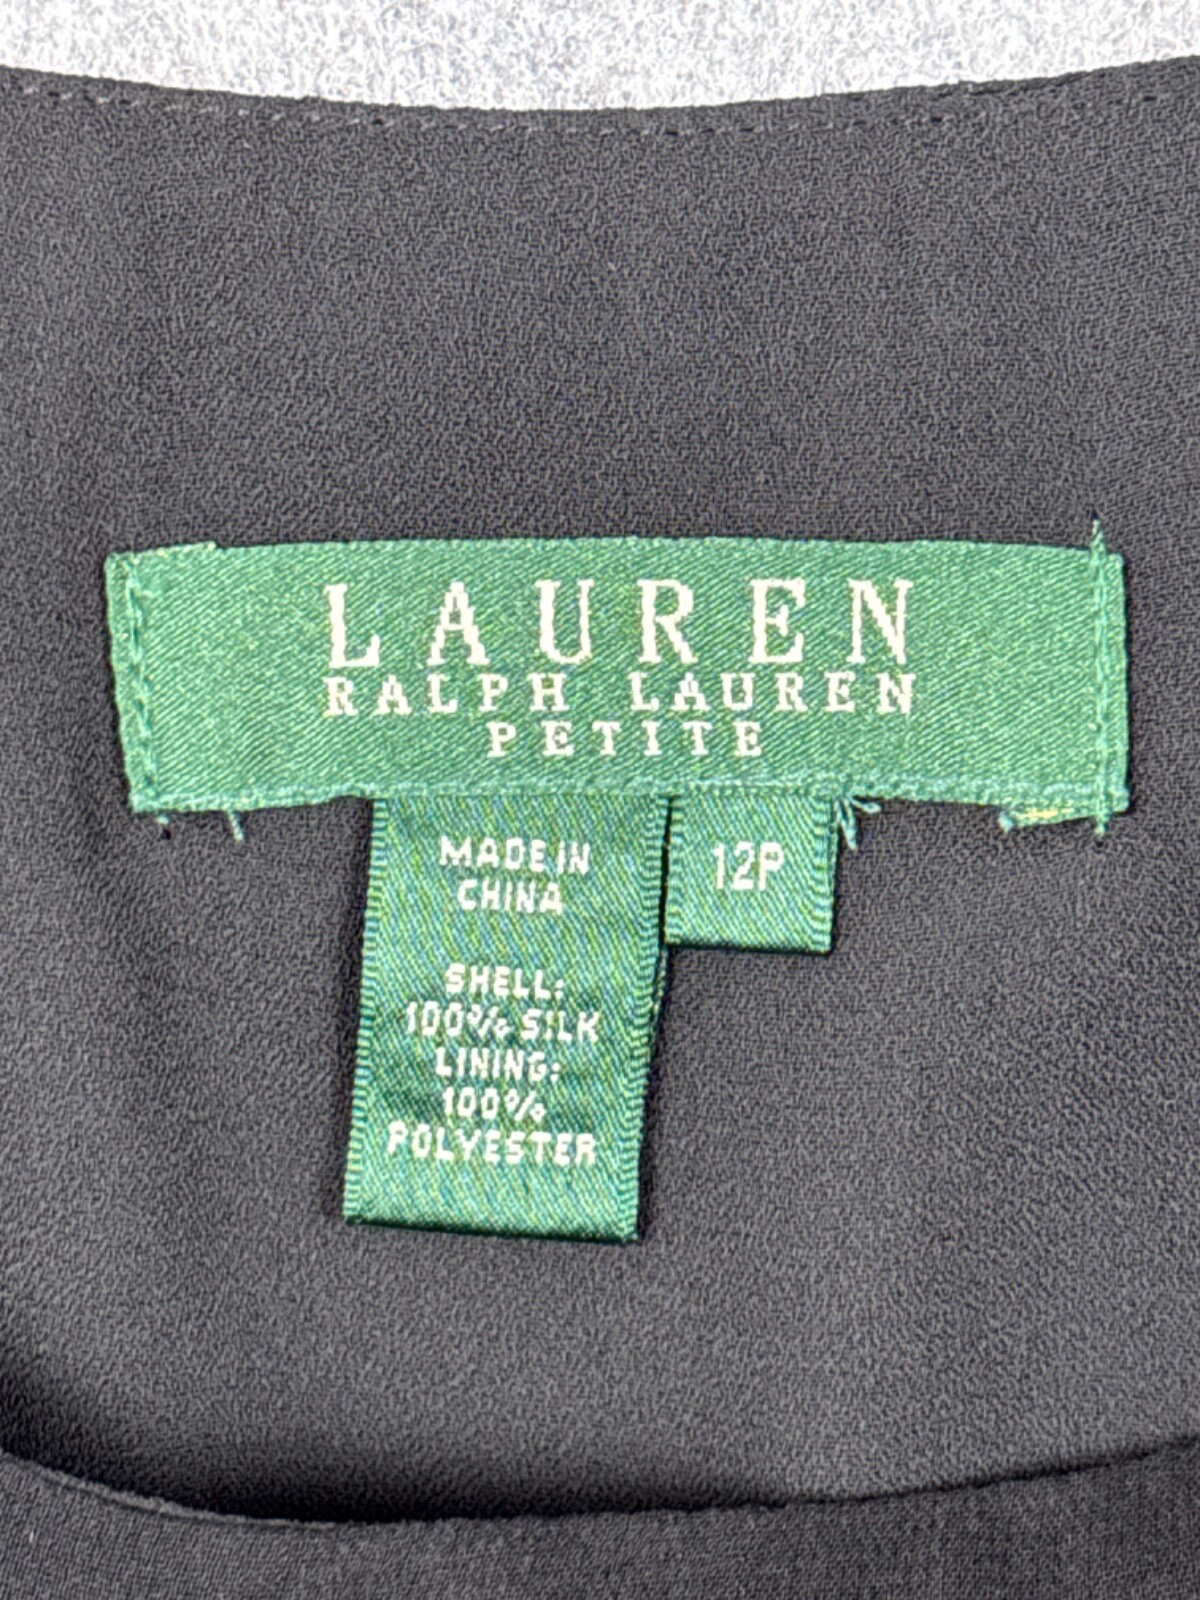 LAUREN
RALPH LAUREN
PETITE
MADE IN
CHINA
12P
SHELL:
100% SILK
LINING:
100%
POLYESTER